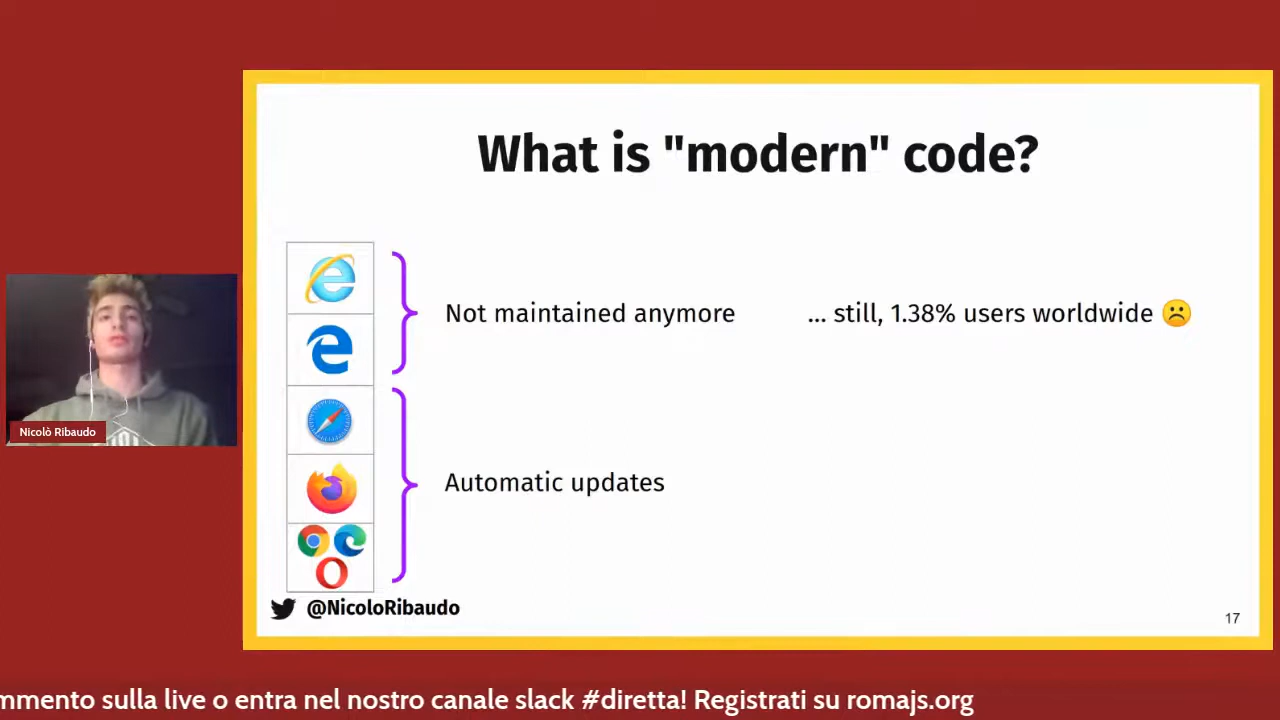 What is "modern" code?
Not maintained anymore
... still, 1.38% users worldwide ☹️
Automatic updates
Nicolò Ribaudo
@NicoloRibaudo
17
mmento sulla live o entra nel nostro canale slack #diretta! Registrati su romajs.org